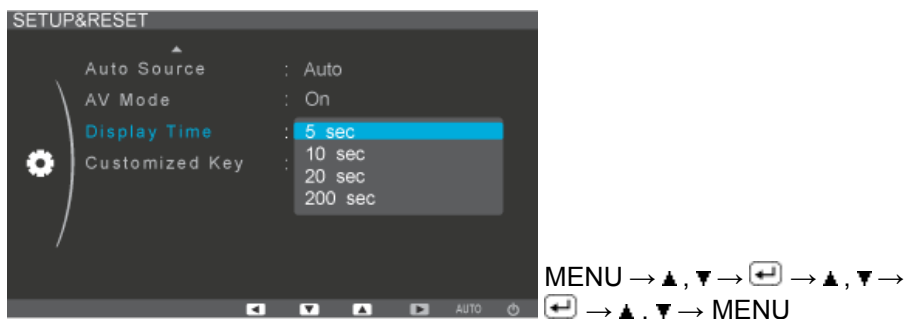 SETUP&RESET
Auto Source : Auto
AV Mode : On
Display Time : 5 sec
10 sec
Customized Key :
20 sec
200 sec
AUTO
MENU → ▲ , ▼ → ↵ → ▲ , ▼ →
↵ → ▲ , ▼ → MENU